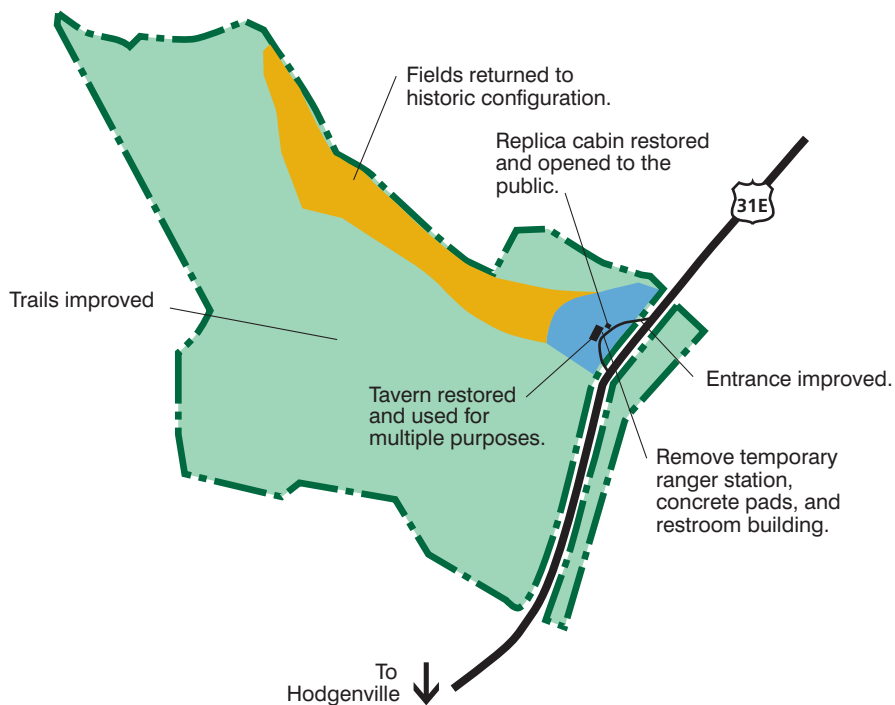 Fields returned to
historic configuration.
Replica cabin restored
and opened to the
public.
31E
Trails improved
Entrance improved.
Tavern restored
and used for
multiple purposes.
Remove temporary
ranger station,
concrete pads, and
restroom building.
To
Hodgenville